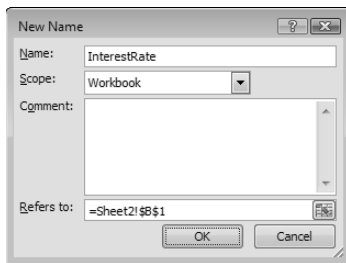 New Name
Name: InterestRate
Scope: Workbook
Comment:
Refers to: =Sheet2!$B$1
OK Cancel